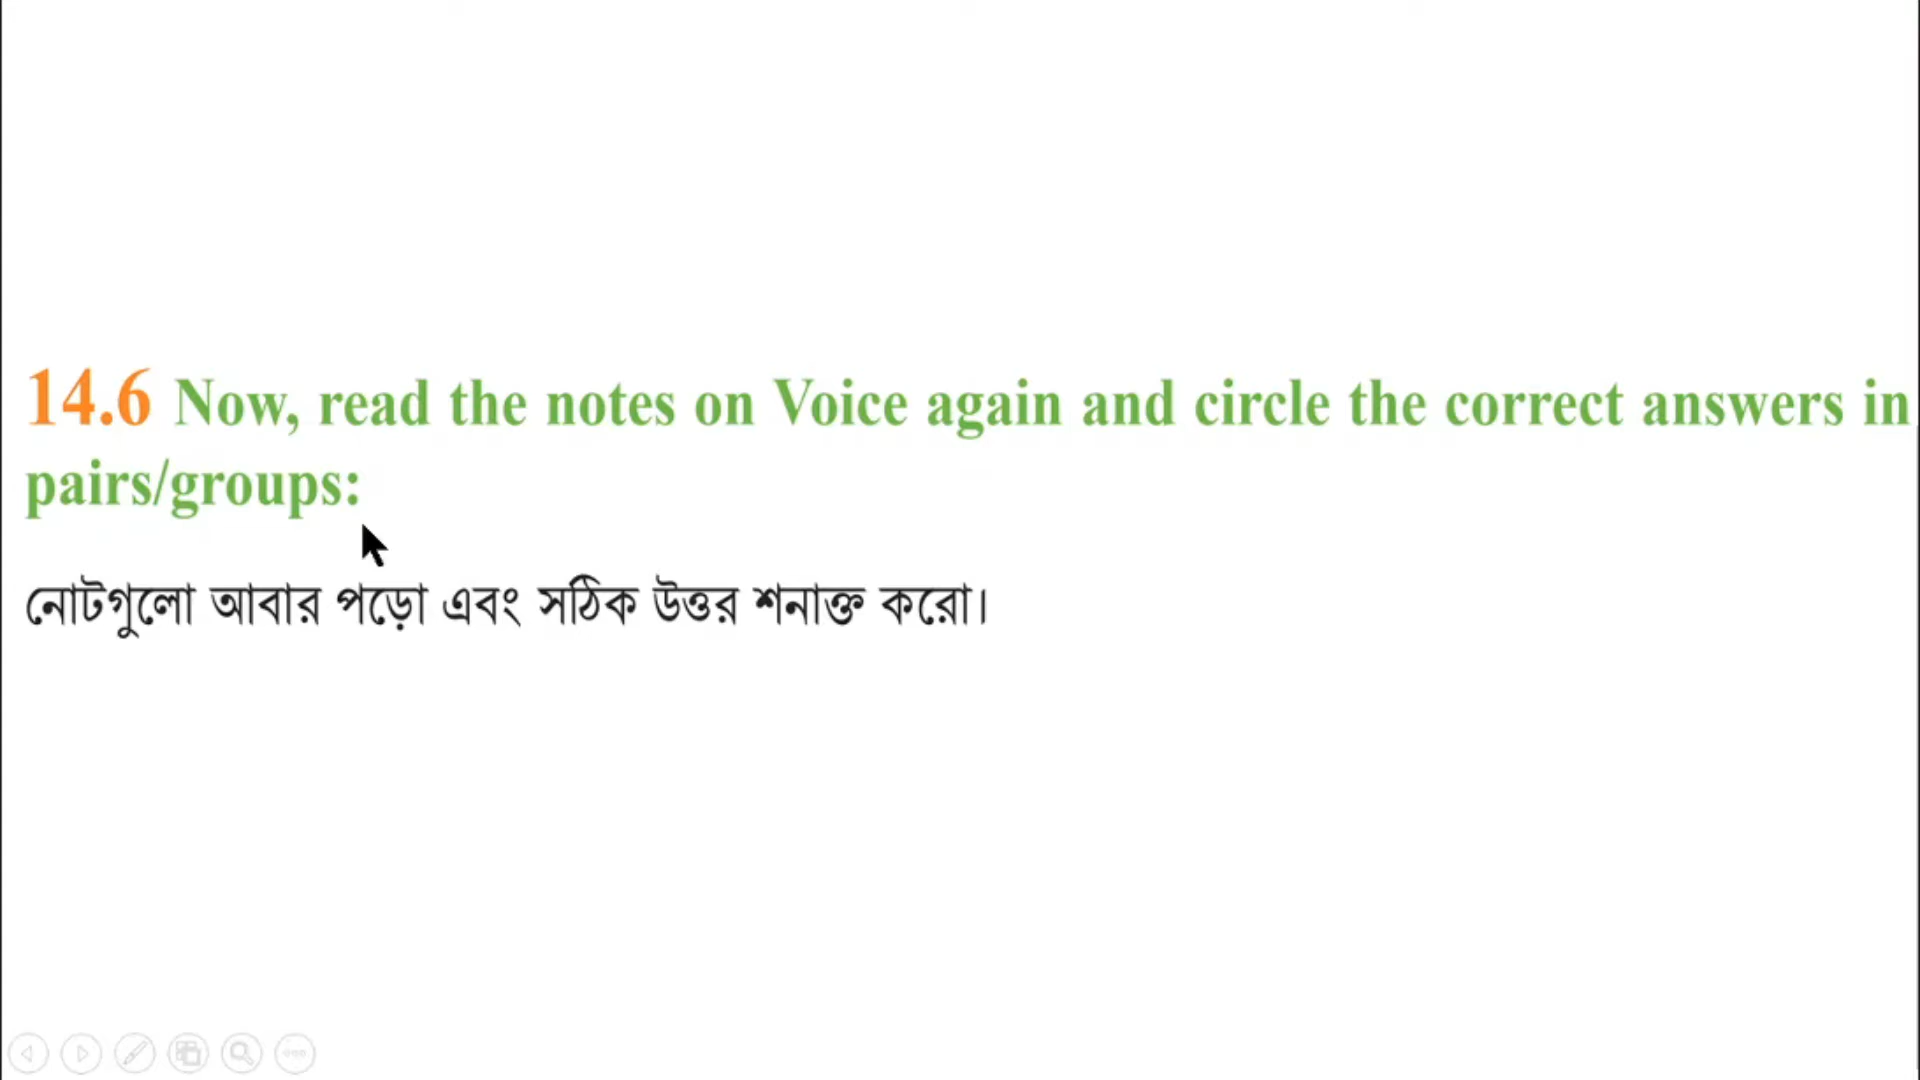 14.6 Now, read the notes on Voice again and circle the correct answers in
pairs/groups:
নোটগুলো আবার পড়ো এবং সঠিক উত্তর শনাক্ত করো।